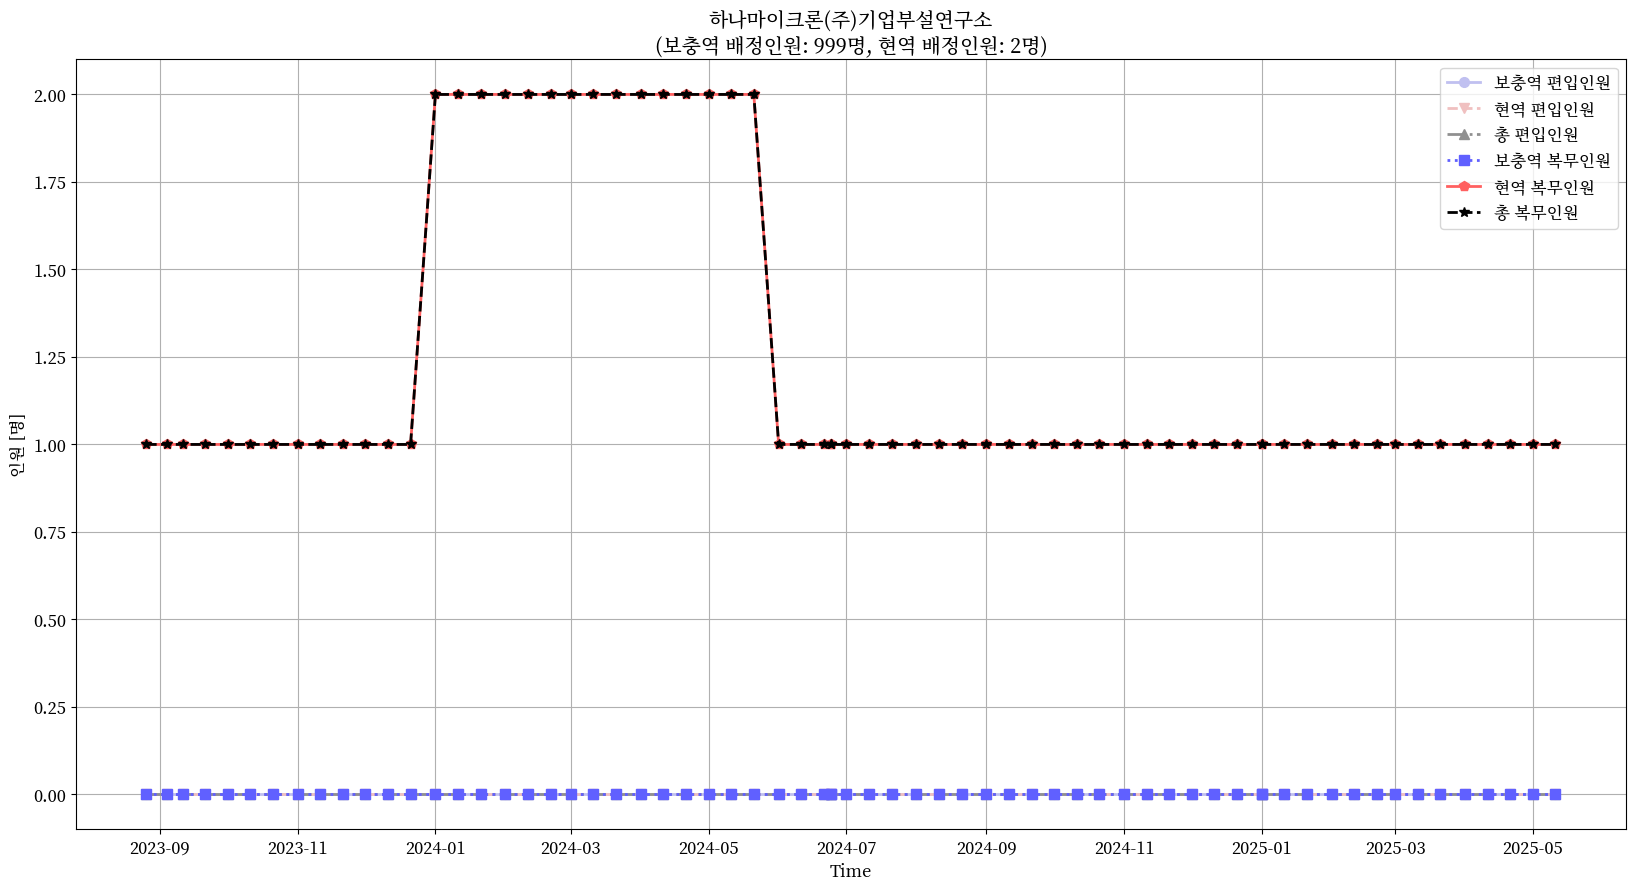 하나마이크론(주)기업부설연구소
(보충역 배정인원: 999명, 현역 배정인원: 2명)
보충역 편입인원
현역 편입인원
총 편입인원
보충역 복무인원
현역 복무인원
총 복무인원
인원 [명]
2.00
1.75
1.50
1.25
1.00
0.75
0.50
0.25
0.00
2023-09 2023-11 2024-01 2024-03 2024-05 2024-07 2024-09 2024-11 2025-01 2025-03 2025-05
Time